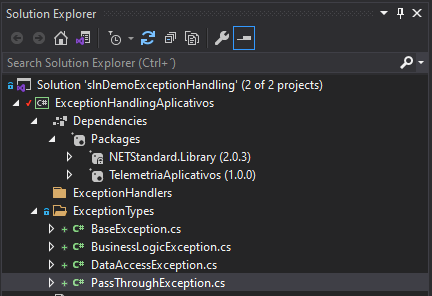 Solution Explorer
Search Solution Explorer (Ctrl+´)
Solution 'slnDemoExceptionHandling' (2 of 2 projects)
C# ExceptionHandlingAplicativos
Dependencies
Packages
NETStandard.Library (2.0.3)
TelemetriaAplicativos (1.0.0)
ExceptionHandlers
ExceptionTypes
+ C# BaseException.cs
+ C# BusinessLogicException.cs
+ C# DataAccessException.cs
+ C# PassThroughException.cs